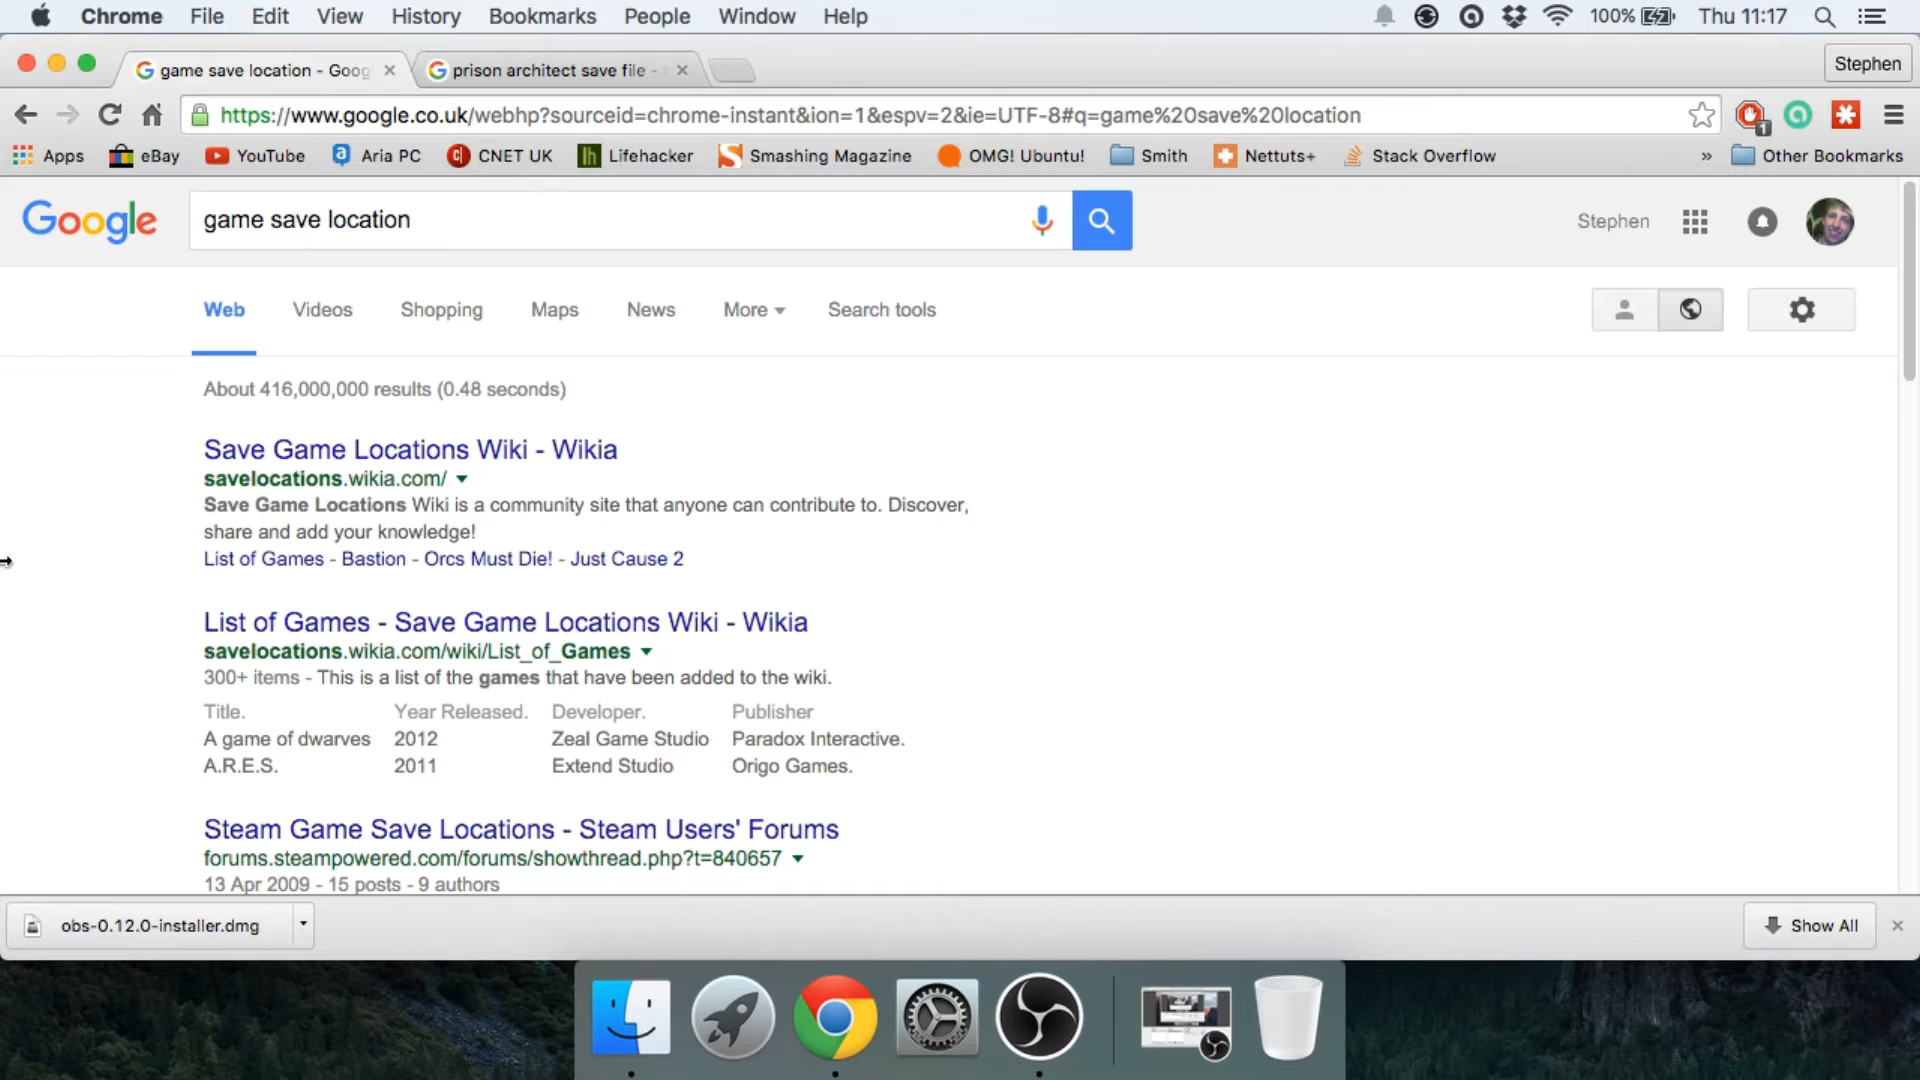 Chrome File Edit View History Bookmarks People Window Help 100% Thu 11:17
game save location - Goog prison architect save file - Stephen
https://www.google.co.uk/webhp?sourceid=chrome-instant&ion=1&espv=2&ie=UTF-8#q=game%20save%20location 1
Apps eBay YouTube Aria PC CNET UK Lifehacker Smashing Magazine OMG! Ubuntu! Smith Nettuts+ Stack Overflow » Other Bookmarks
Google game save location Stephen
Web Videos Shopping Maps News More Search tools
About 416,000,000 results (0.48 seconds)
Save Game Locations Wiki - Wikia
savelocations.wikia.com/
Save Game Locations Wiki is a community site that anyone can contribute to. Discover,
share and add your knowledge!
List of Games - Bastion - Orcs Must Die! - Just Cause 2
List of Games - Save Game Locations Wiki - Wikia
savelocations.wikia.com/wiki/List_of_Games
300+ items - This is a list of the games that have been added to the wiki.
Title. Year Released. Developer. Publisher
A game of dwarves 2012 Zeal Game Studio Paradox Interactive.
A.R.E.S. 2011 Extend Studio Origo Games.
Steam Game Save Locations - Steam Users' Forums
forums.steampowered.com/forums/showthread.php?t=840657
13 Apr 2009 - 15 posts - 9 authors
obs-0.12.0-installer.dmg Show All